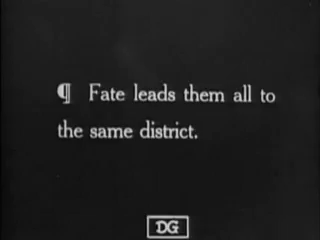 ¶ Fate leads them all to
the same district.
DG